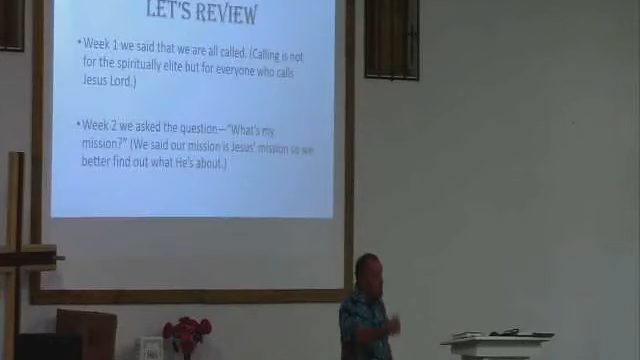 LET'S REVIEW
• Week 1 we said that we are all called. (Calling is not
for the spiritually elite but for everyone who calls
Jesus Lord.)
• Week 2 we asked the question—"What's my
mission?" (We said our mission is Jesus' mission so we
better find out what He's about.)